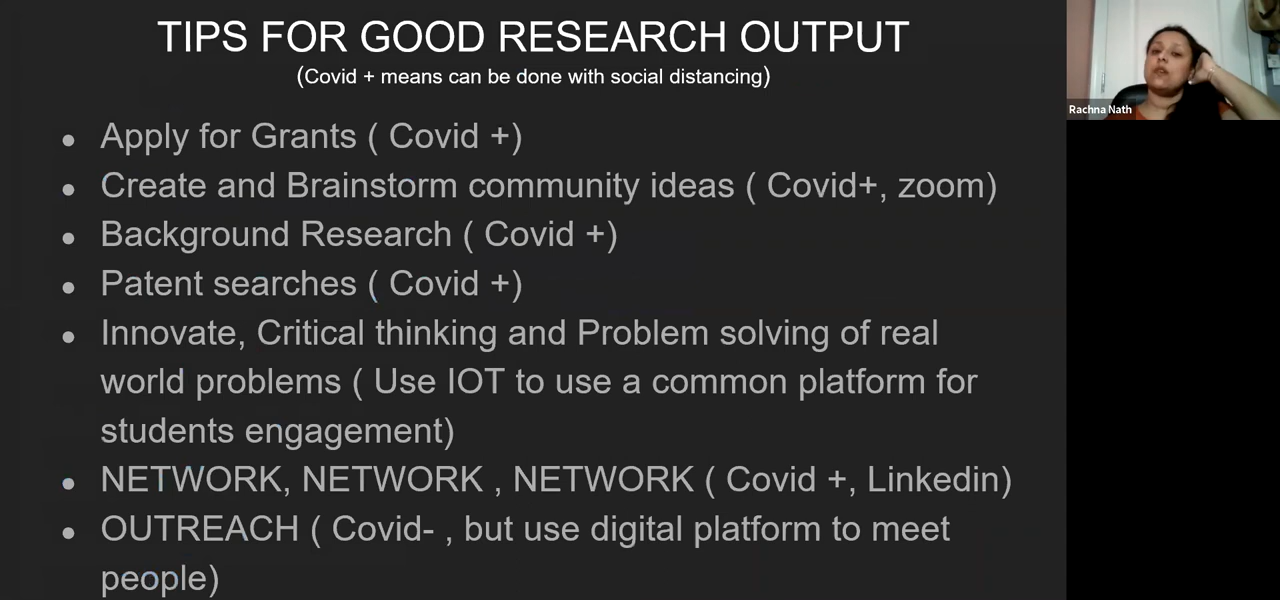 TIPS FOR GOOD RESEARCH OUTPUT
(Covid + means can be done with social distancing)
● Apply for Grants ( Covid +)
● Create and Brainstorm community ideas ( Covid+, zoom)
● Background Research ( Covid +)
● Patent searches ( Covid +)
● Innovate, Critical thinking and Problem solving of real
world problems ( Use IOT to use a common platform for
students engagement)
● NETWORK, NETWORK , NETWORK ( Covid +, Linkedin)
● OUTREACH ( Covid- , but use digital platform to meet
people)
Rachna Nath